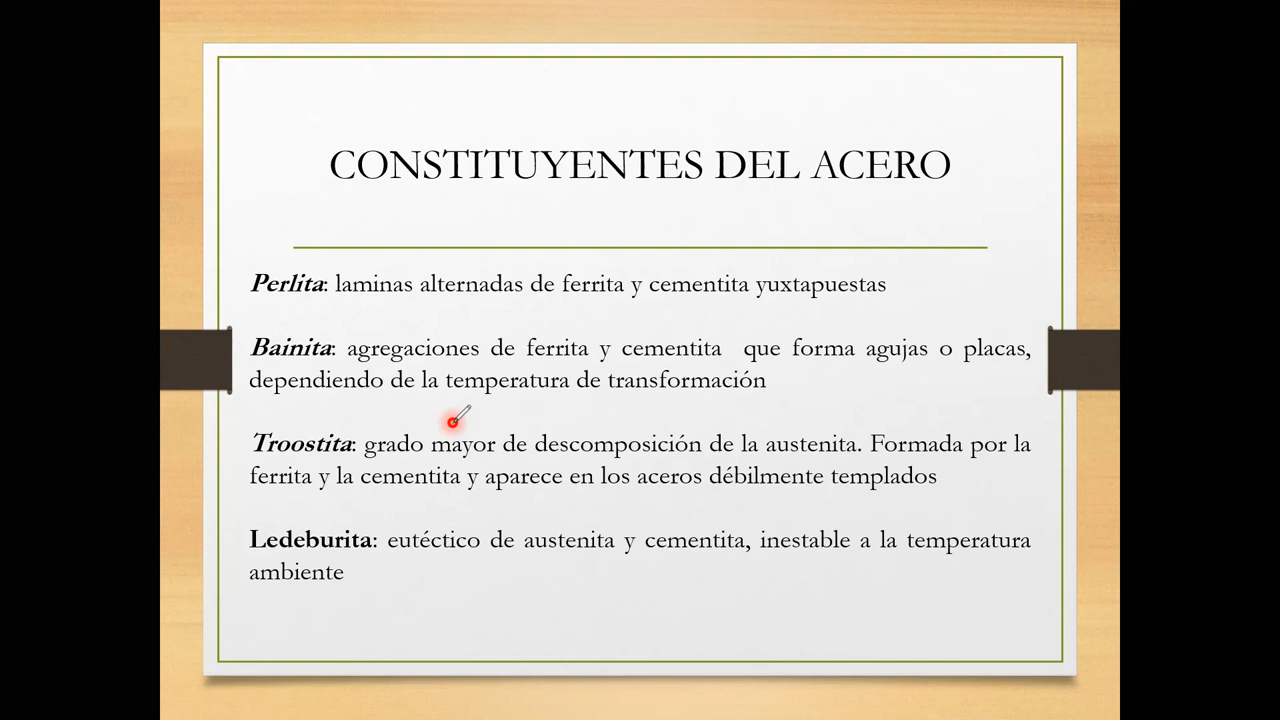 CONSTITUYENTES DEL ACERO
Perlita: laminas alternadas de ferrita y cementita yuxtapuestas
Bainita: agregaciones de ferrita y cementita que forma agujas o placas,
dependiendo de la temperatura de transformación
Troostita: grado mayor de descomposición de la austenita. Formada por la
ferrita y la cementita y aparece en los aceros débilmente templados
Ledeburita: eutéctico de austenita y cementita, inestable a la temperatura
ambiente